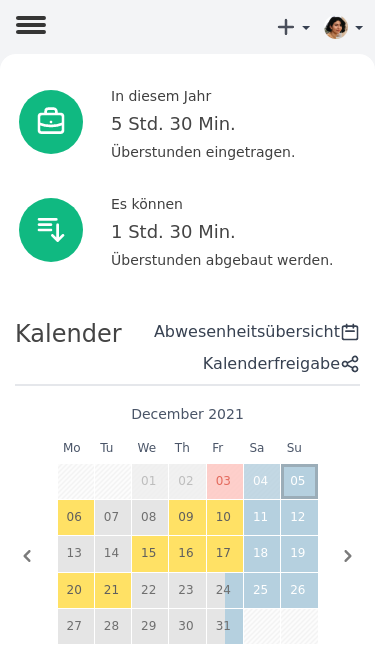 In diesem Jahr
5 Std. 30 Min.
Überstunden eingetragen.
Es können
1 Std. 30 Min.
Überstunden abgebaut werden.
Kalender
Abwesenheitsübersicht
Kalenderfreigabe
December 2021
Mo Tu We Th Fr Sa Su
01 02 03 04 05
06 07 08 09 10 11 12
13 14 15 16 17 18 19
20 21 22 23 24 25 26
27 28 29 30 31